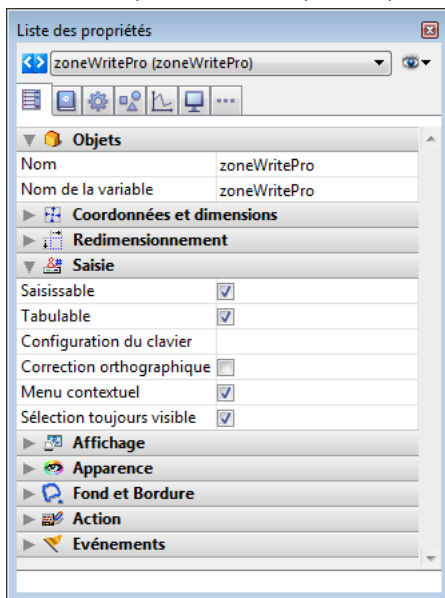 Liste des propriétés
zoneWritePro (zoneWritePro)
Objets
Nom zoneWritePro
Nom de la variable zoneWritePro
Coordonnées et dimensions
Redimensionnement
Saisie
Saisissable
Tabulable
Configuration du clavier
Correction orthographique
Menu contextuel
Sélection toujours visible
Affichage
Apparence
Fond et Bordure
Action
Evénements